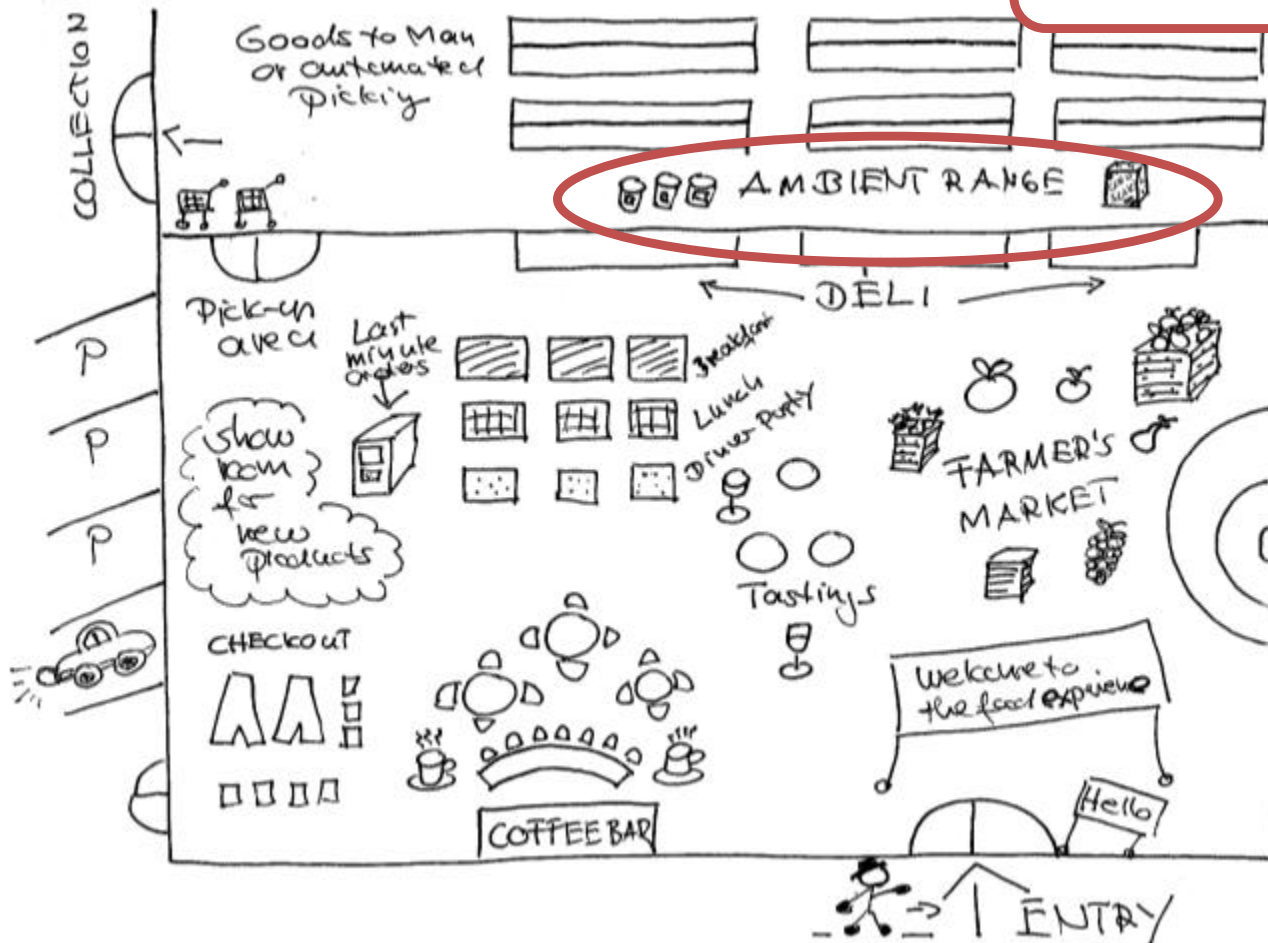 COLLECTION
Goods to Man
or automated
Picking
AMBIENT RANGE
DELI
Pick-up
area
Last
minute
orders
Breakfast
Lunch
Dinner-Party
P
P
P
show
room
for
new
products
FARMER'S
MARKET
Tastings
CHECKOUT
Welcome to
the food experience
Hello
COFFEE BAR
ENTRY